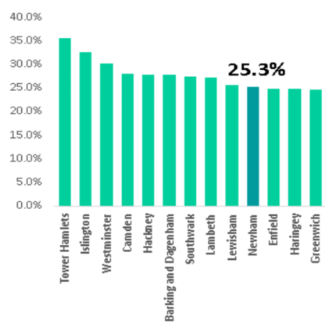 40.0%
35.0%
30.0%
25.0%
20.0%
15.0%
10.0%
5.0%
0.0%
25.3%
Tower Hamlets
Islington
Westminster
Camden
Hackney
Barking and Dagenham
Southwark
Lambeth
Lewisham
Newham
Enfield
Haringey
Greenwich